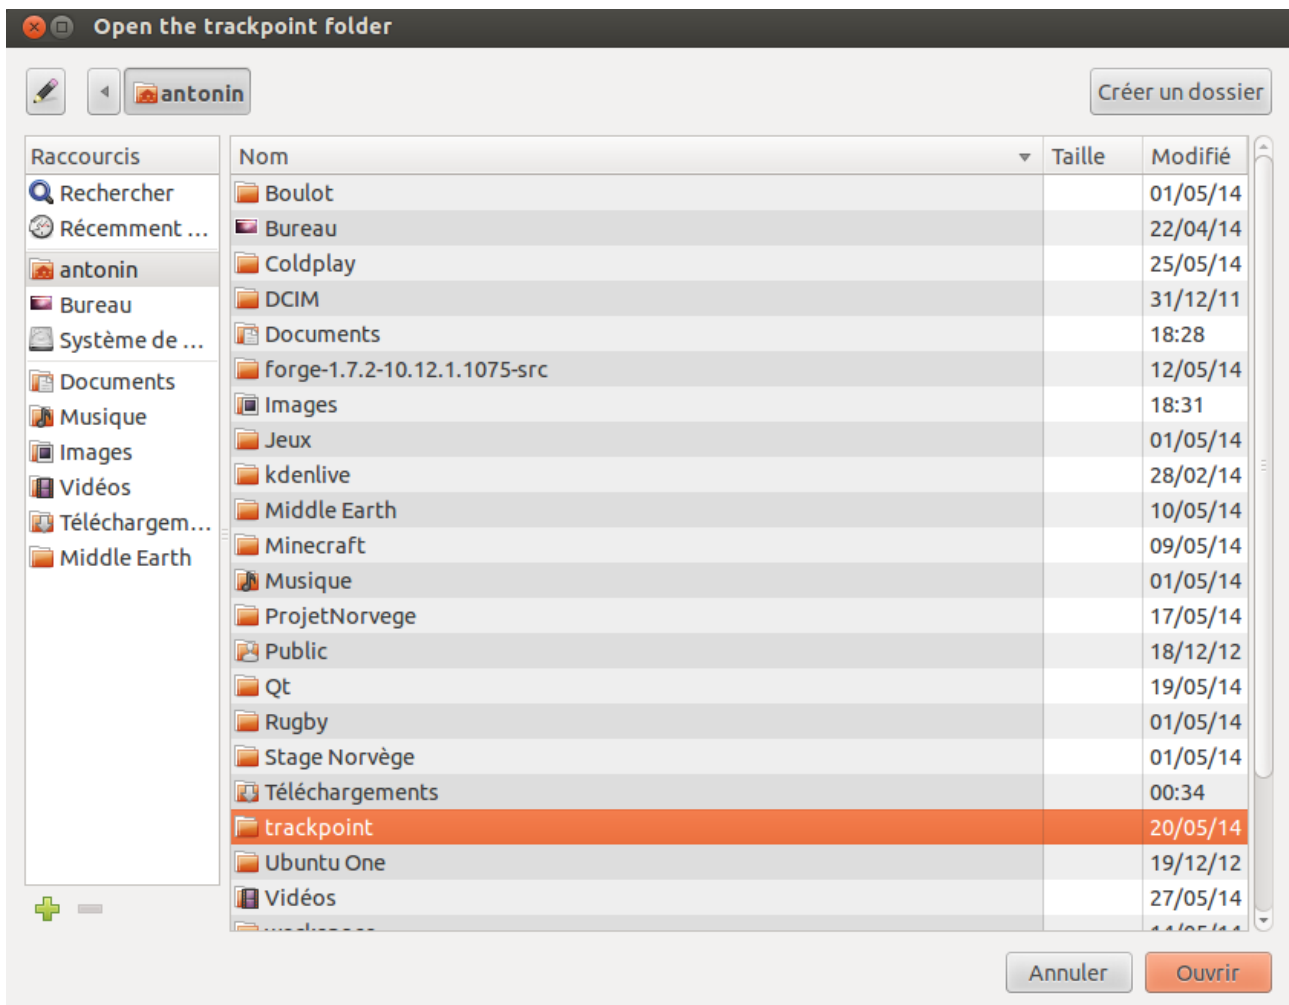 Open the trackpoint folder
antonin
Créer un dossier
Raccourcis
Rechercher
Récemment ...
antonin
Bureau
Système de ...
Documents
Musique
Images
Vidéos
Téléchargem...
Middle Earth
Nom Taille Modifié
Boulot 01/05/14
Bureau 22/04/14
Coldplay 25/05/14
DCIM 31/12/11
Documents 18:28
forge-1.7.2-10.12.1.1075-src 12/05/14
Images 18:31
Jeux 01/05/14
kdenlive 28/02/14
Middle Earth 10/05/14
Minecraft 09/05/14
Musique 01/05/14
ProjetNorvege 17/05/14
Public 18/12/12
Qt 19/05/14
Rugby 01/05/14
Stage Norvège 01/05/14
Téléchargements 00:34
trackpoint 20/05/14
Ubuntu One 19/12/12
Vidéos 27/05/14
Annuler
Ouvrir